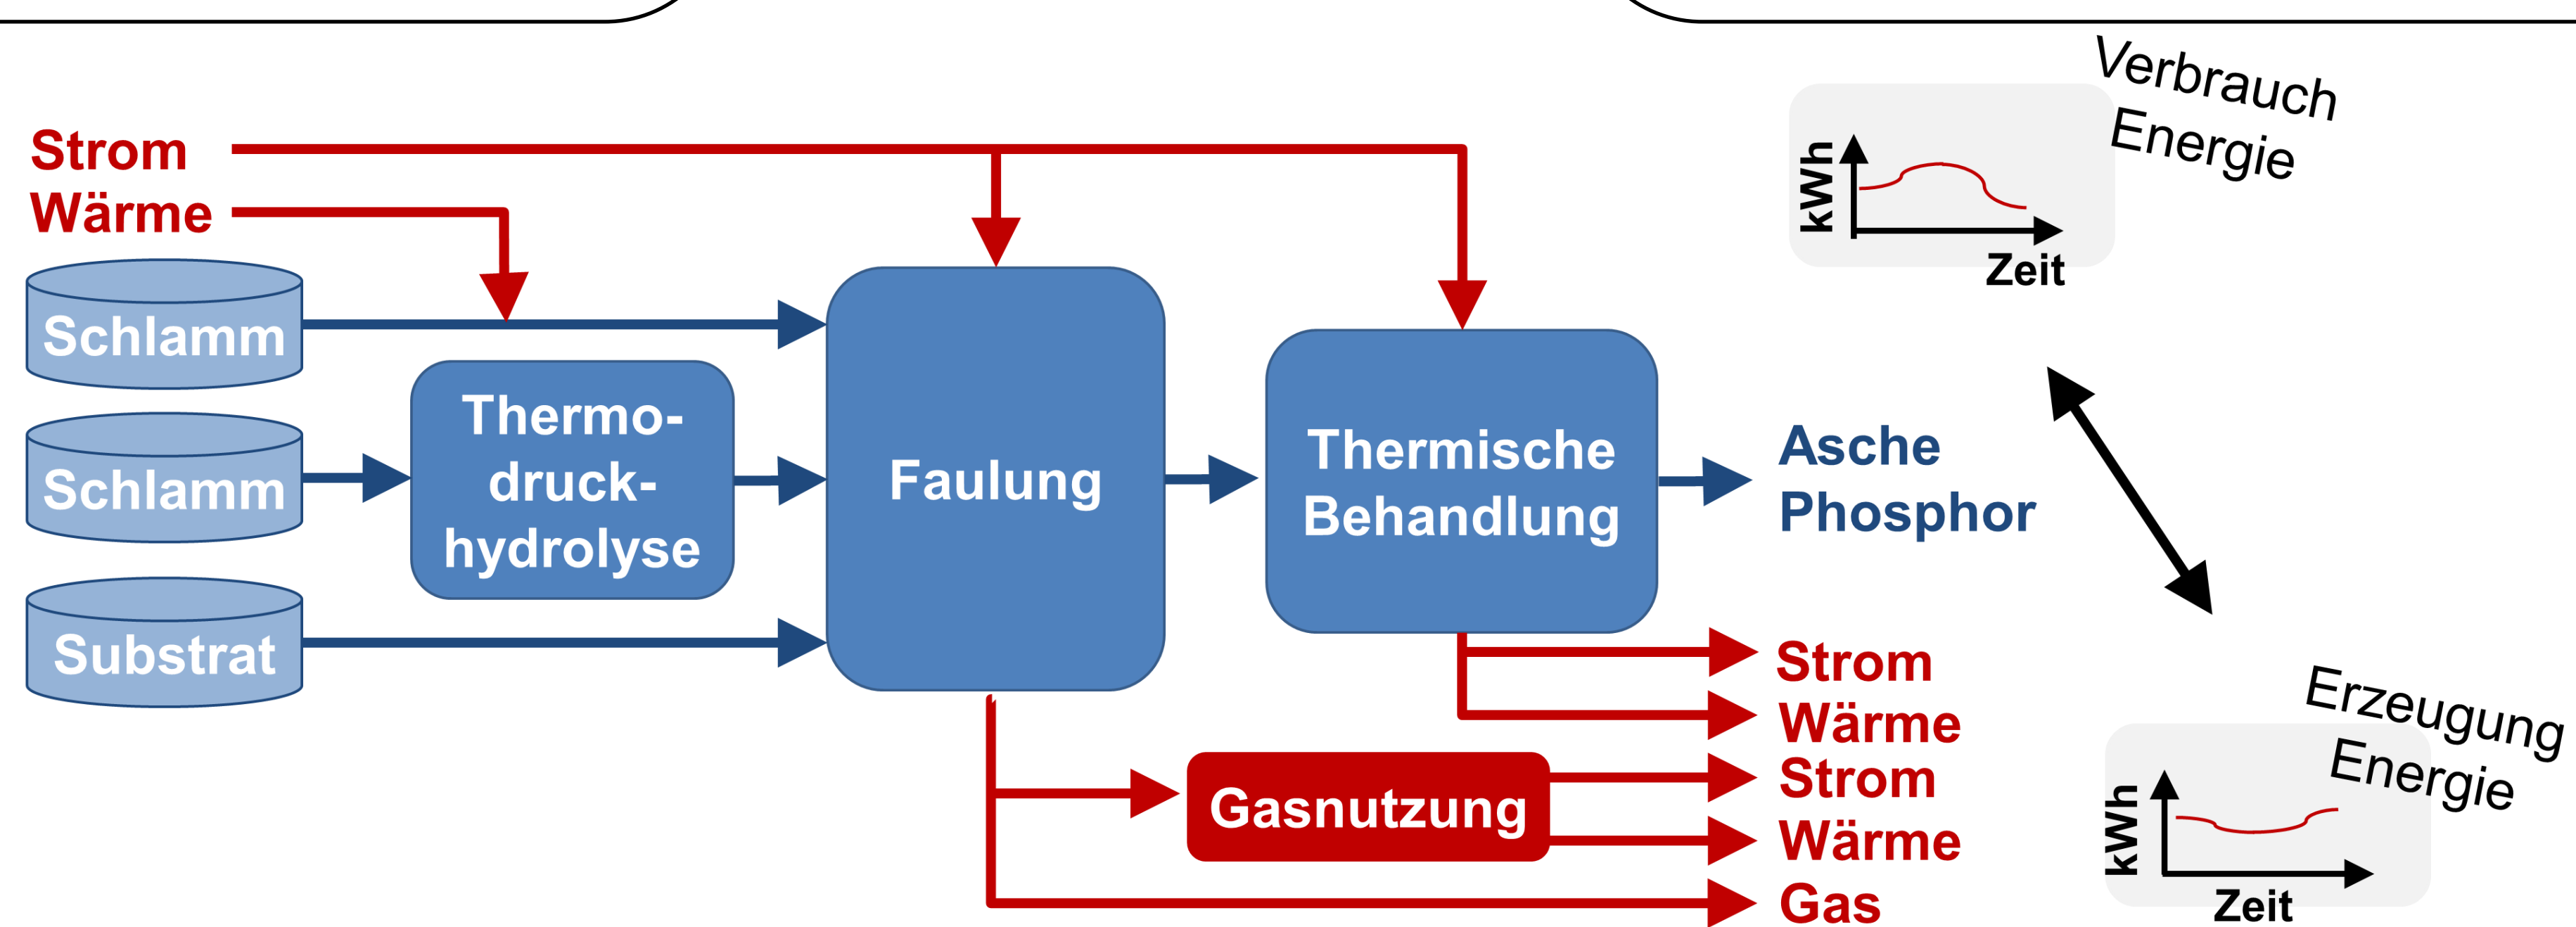 Verbrauch
Energie
kWh
Zeit
Strom
Wärme
Schlamm
Schlamm
Substrat
Thermo-
druck-
hydrolyse
Faulung
Thermische
Behandlung
Asche
Phosphor
Strom
Wärme
Gasnutzung
Strom
Wärme
Gas
Erzeugung
Energie
kWh
Zeit